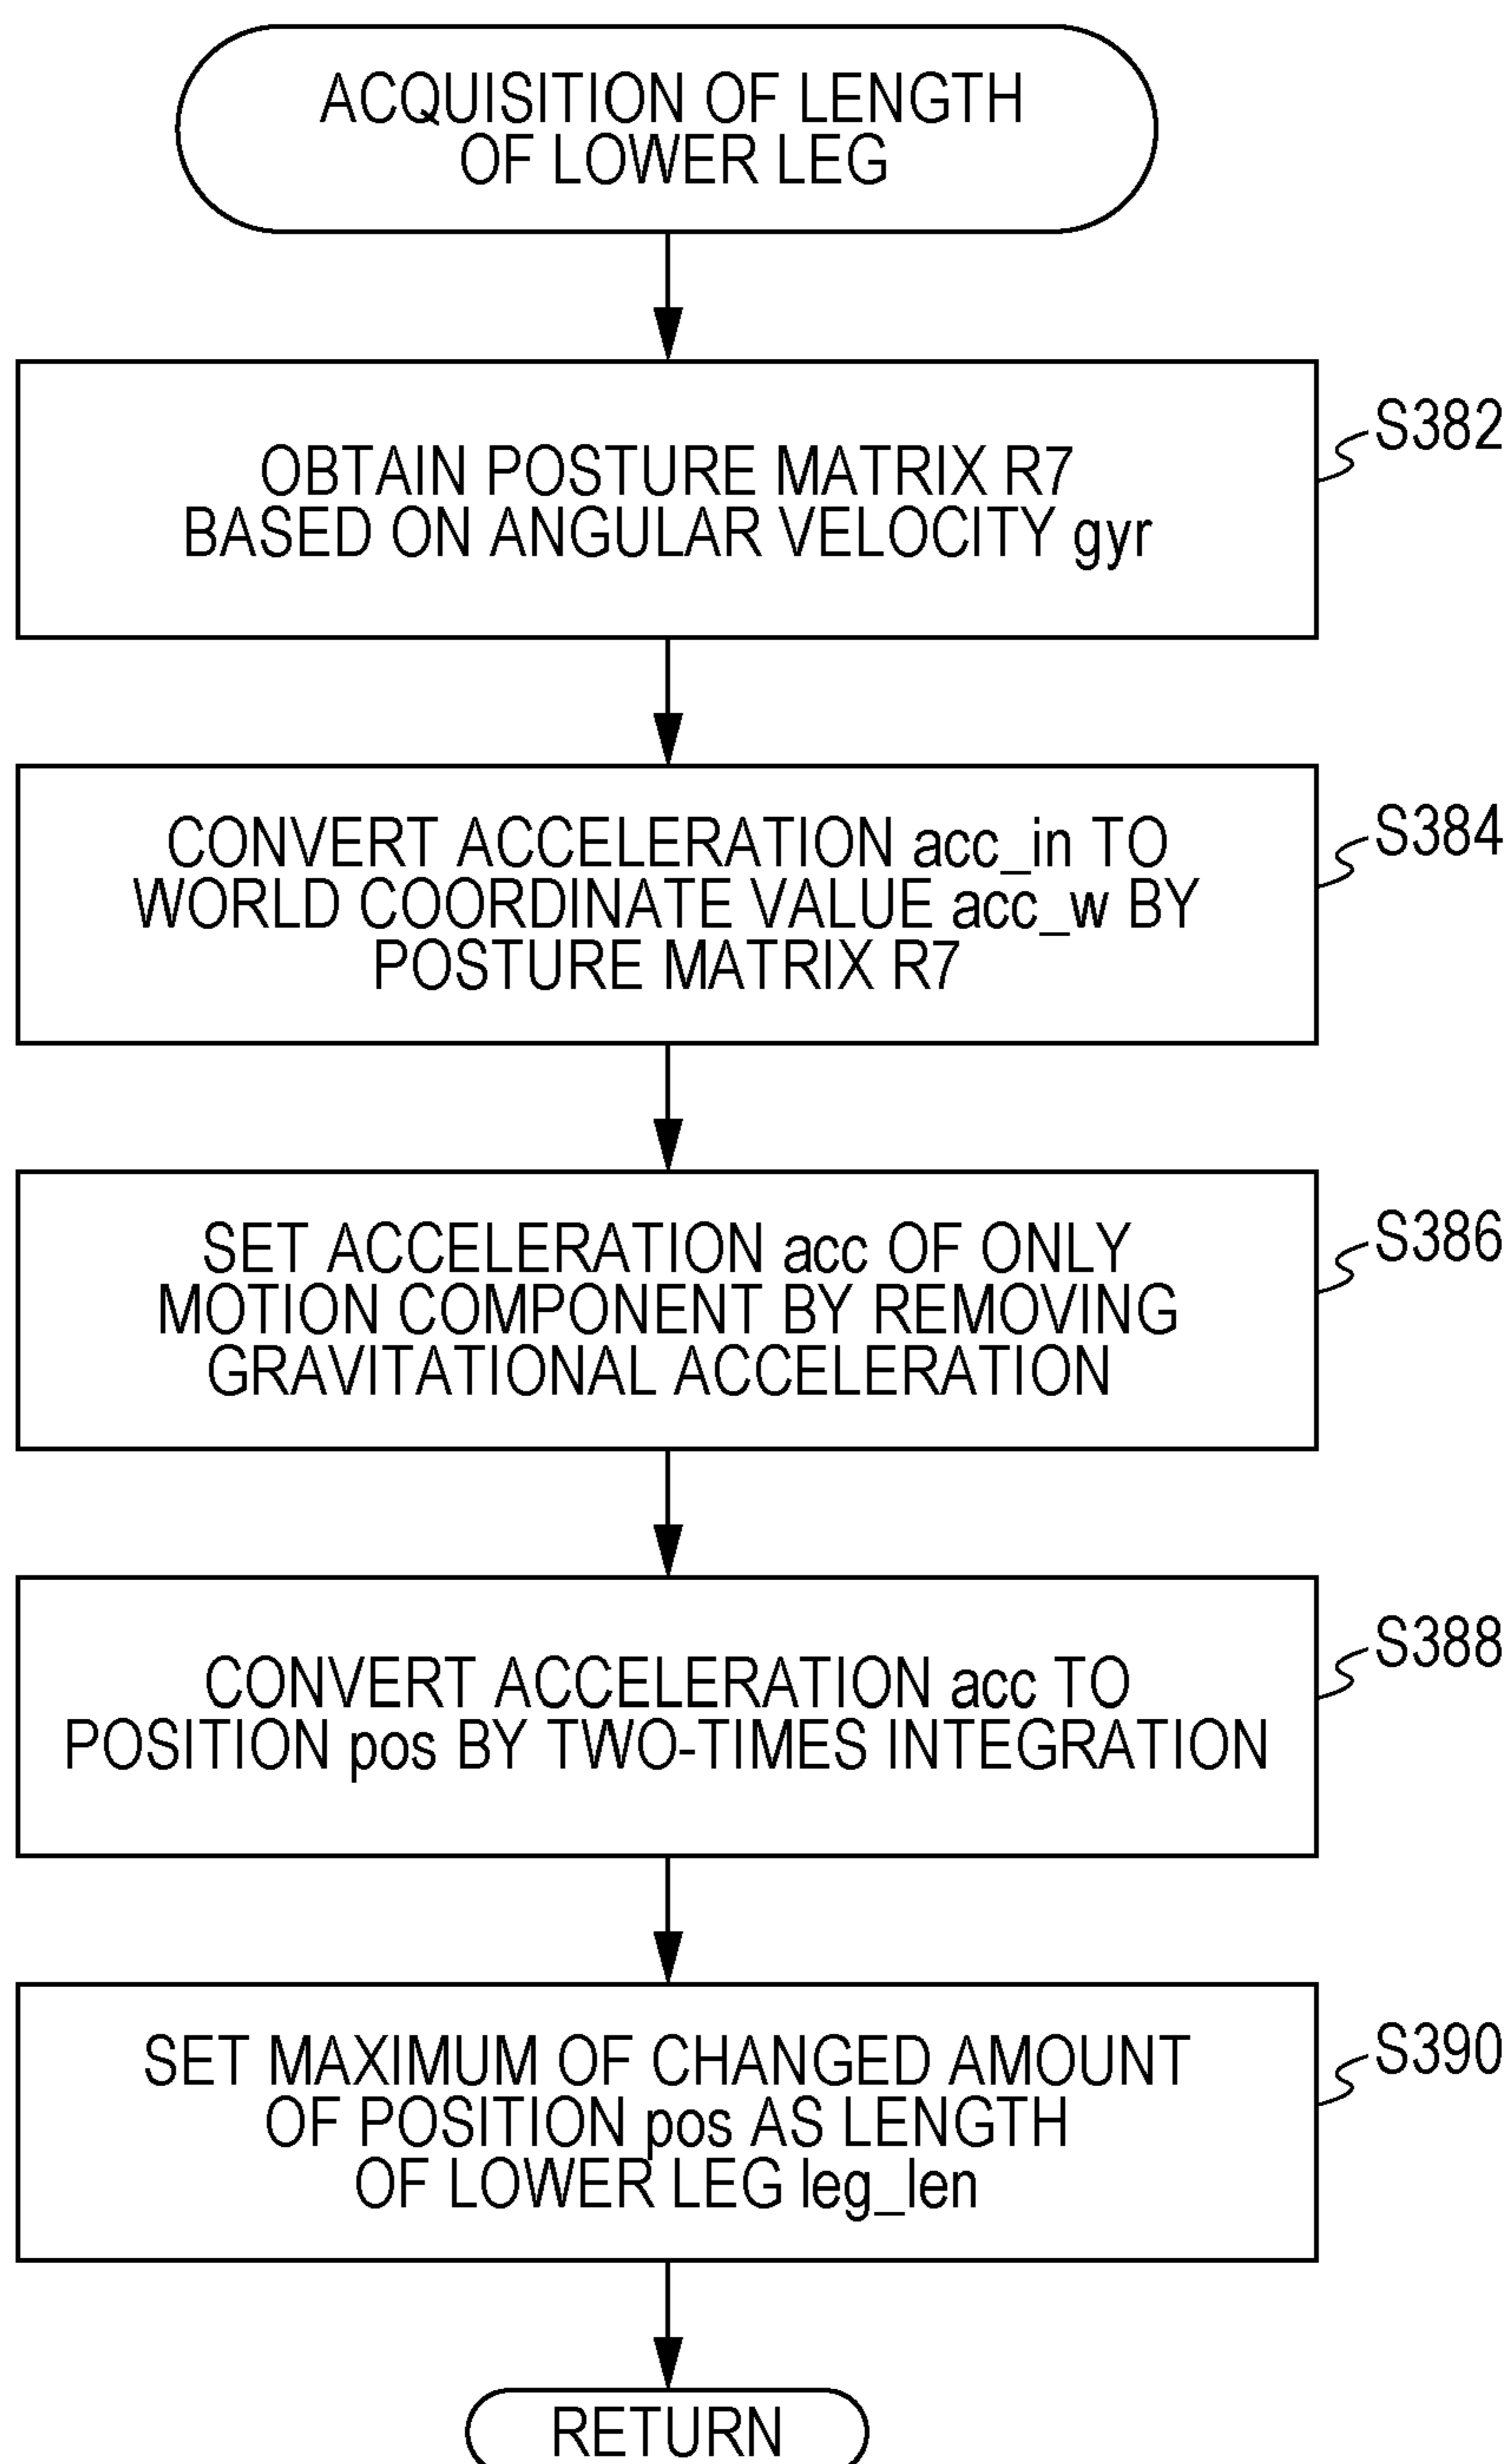 ACQUISITION OF LENGTH
OF LOWER LEG
OBTAIN POSTURE MATRIX R7
BASED ON ANGULAR VELOCITY gyr
S382
CONVERT ACCELERATION acc_in TO
WORLD COORDINATE VALUE acc_w BY
POSTURE MATRIX R7
S384
SET ACCELERATION acc OF ONLY
MOTION COMPONENT BY REMOVING
GRAVITATIONAL ACCELERATION
S386
CONVERT ACCELERATION acc TO
POSITION pos BY TWO-TIMES INTEGRATION
S388
SET MAXIMUM OF CHANGED AMOUNT
OF POSITION pos AS LENGTH
OF LOWER LEG leg_len
S390
RETURN